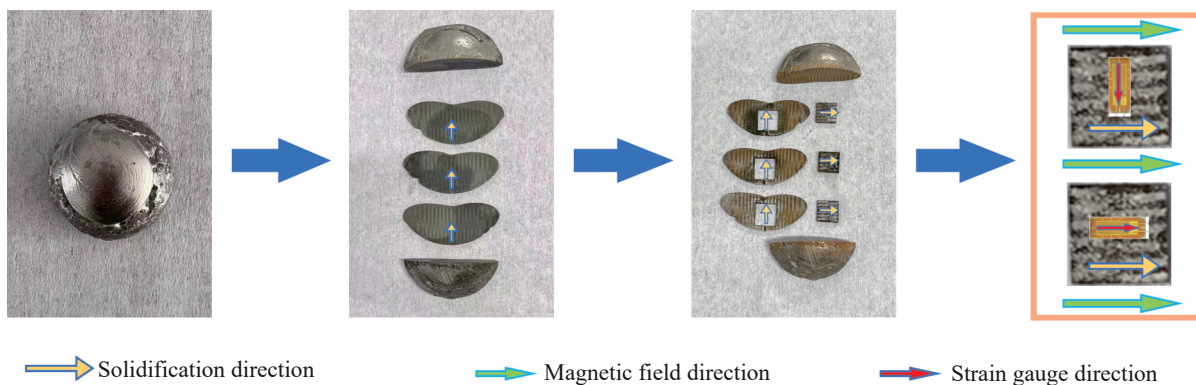 Solidification direction
Magnetic field direction
Strain gauge direction